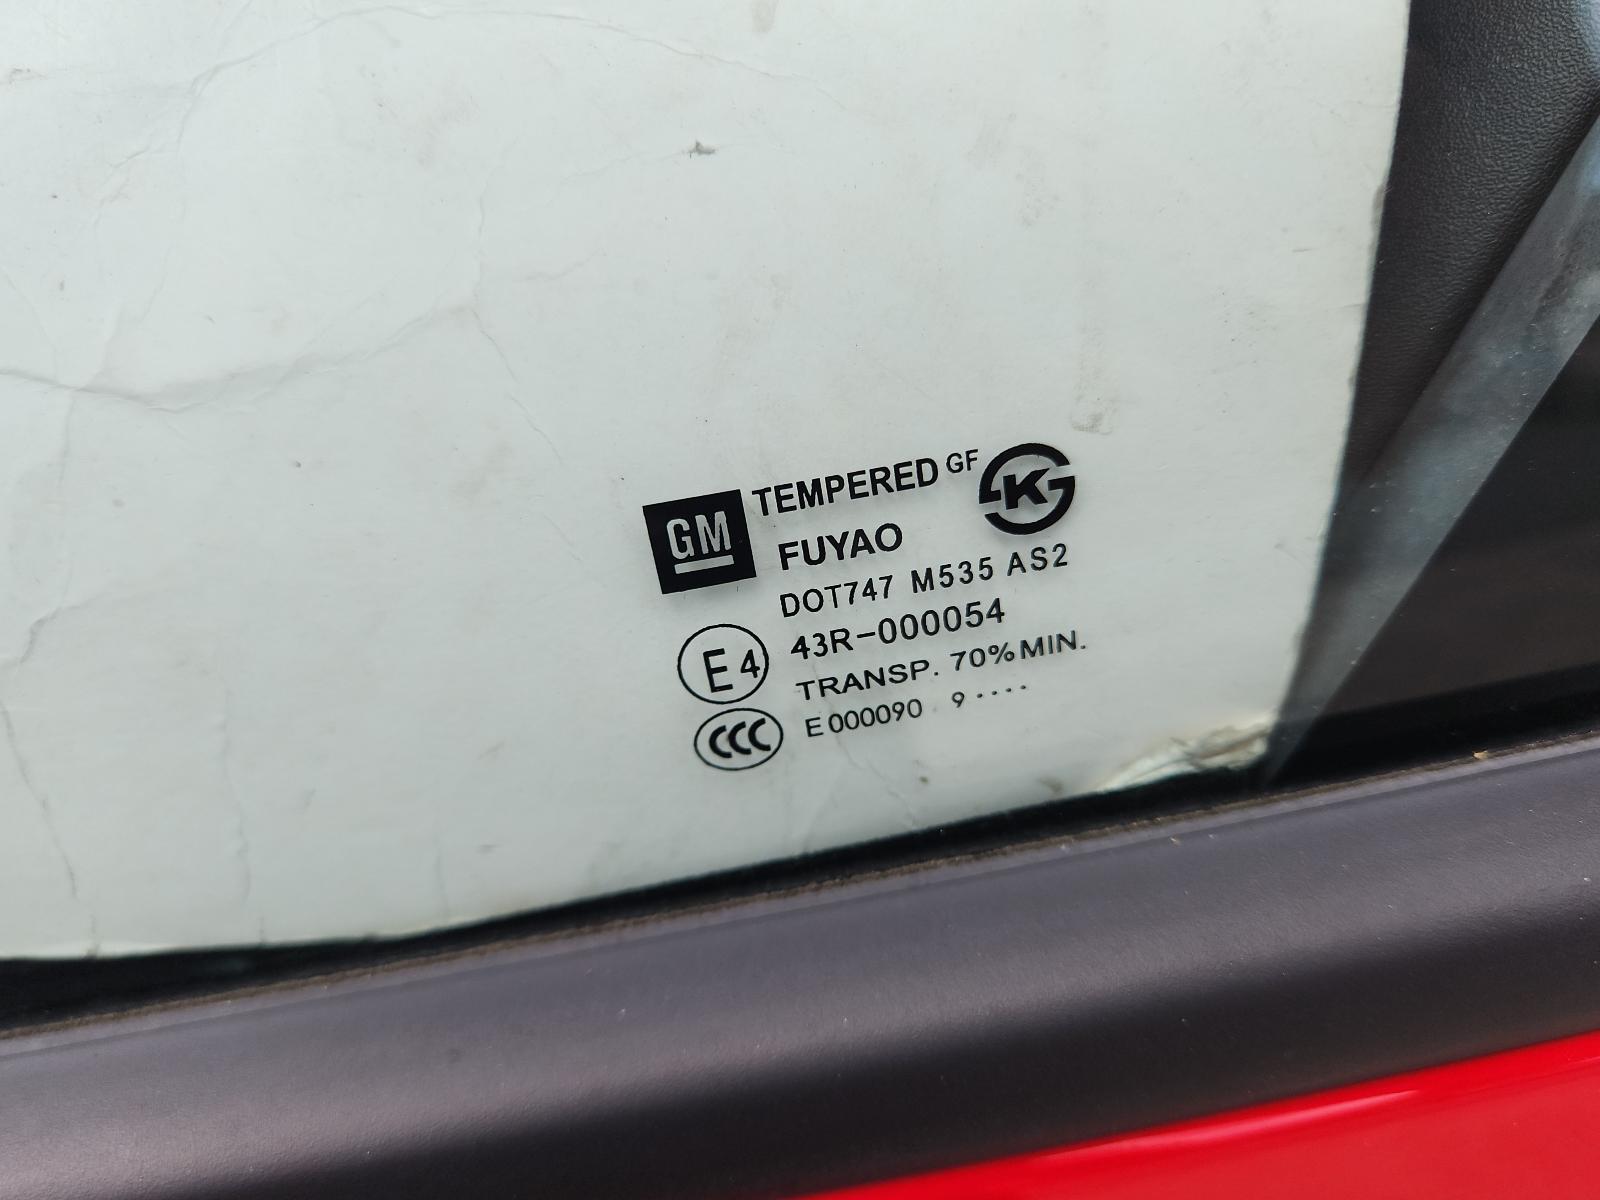 GM TEMPERED GF K
FUYAO
DOT747 M535 AS2
E4 43R-000054
TRANSP. 70% MIN.
CCC E000090 . 9 ····